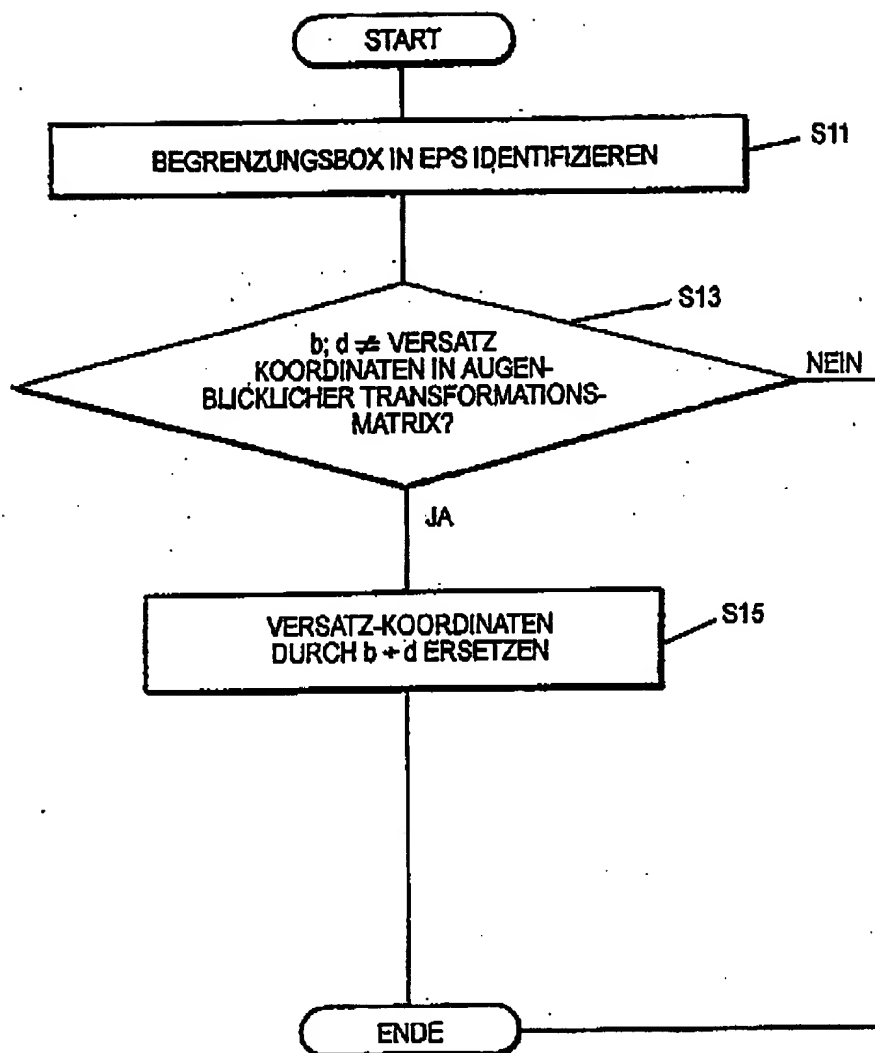 START
BEGRENZUNGSBOX IN EPS IDENTIFIZIEREN
S11
S13
b; d ≠ VERSATZ
KOORDINATEN IN AUGEN-
BLICKLICHER TRANSFORMATIONS-
MATRIX?
NEIN
JA
VERSATZ-KOORDINATEN
DURCH b + d ERSETZEN
S15
ENDE